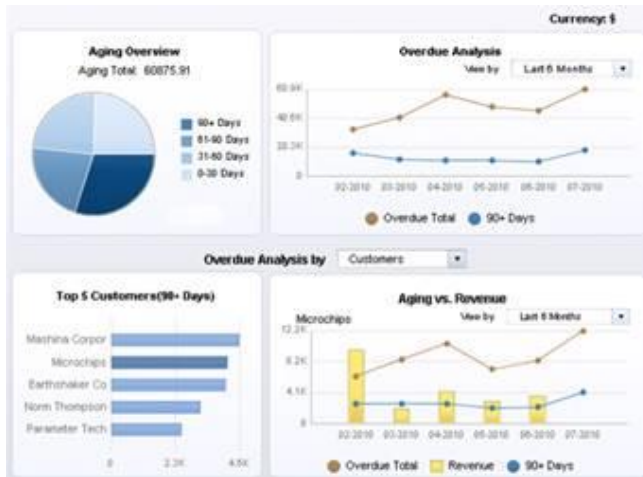 Currency: $
Aging Overview
Aging Total: 60875.91
90+ Days
61-90 Days
31-60 Days
0-30 Days
Overdue Analysis
View by Last 6 Months
60.9K
40.6K
20.3K
0
02-2010 03-2010 04-2010 05-2010 06-2010 07-2010
Overdue Total 90+ Days
Overdue Analysis by Customers
Top 5 Customers(90+ Days)
Mashina Corpor
Microchips
Earthshaker Co
Norm Thompson
Parameter Tech
0 2.3K 4.5K
Aging vs. Revenue
Microchips View by Last 6 Months
12.2K
8.2K
4.1K
0
02-2010 03-2010 04-2010 05-2010 06-2010 07-2010
Overdue Total Revenue 90+ Days